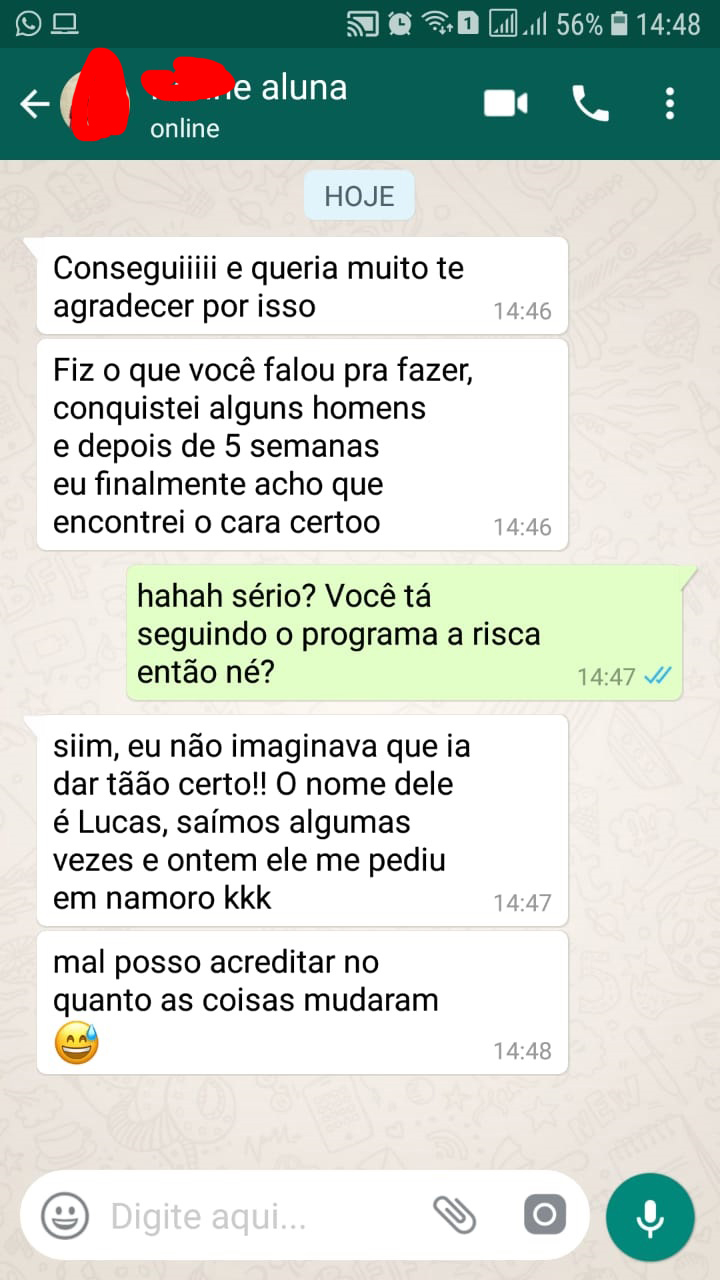 1 56% 14:48
aluna
online
HOJE
Conseguiiiii e queria muito te
agradecer por isso 14:46
Fiz o que você falou pra fazer,
conquistei alguns homens
e depois de 5 semanas
eu finalmente acho que
encontrei o cara certoo 14:46
hahah sério? Você tá
seguindo o programa a risca
então né? 14:47
siim, eu não imaginava que ia
dar tããо certo!! O nome dele
é Lucas, saímos algumas
vezes e ontem ele me pediu
em namoro kkk 14:47
mal posso acreditar no
quanto as coisas mudaram
😅 14:48
Digite aqui...